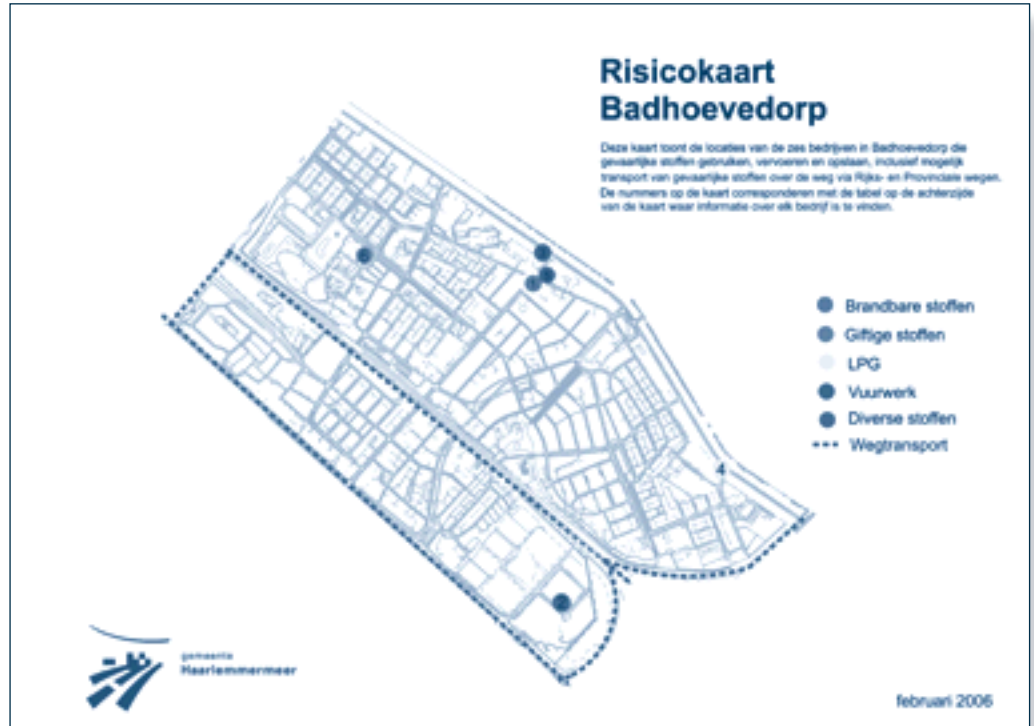 Risicokaart
Badhoevedorp
Deze kaart toont de locaties van de zes bedrijven in Badhoevedorp die
gevaarlijke stoffen gebruiken, vervoeren en opslaan, inclusief mogelijk
transport van gevaarlijke stoffen over de weg via Rijks- en Provinciale wegen.
De nummers op de kaart corresponderen met de tabel op de achterzijde
van de kaart waar informatie over elk bedrijf is te vinden.
Brandbare stoffen
Giftige stoffen
LPG
Vuurwerk
Diverse stoffen
Wegtransport
4
gemeente
Haarlemmermeer
februari 2006